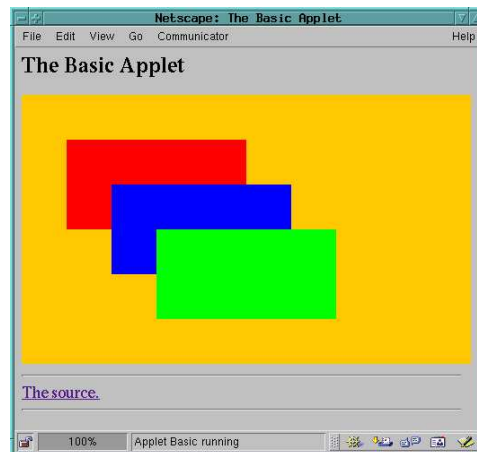 Netscape: The Basic Applet
File Edit View Go Communicator Help
The Basic Applet
The source.
100% Applet Basic running